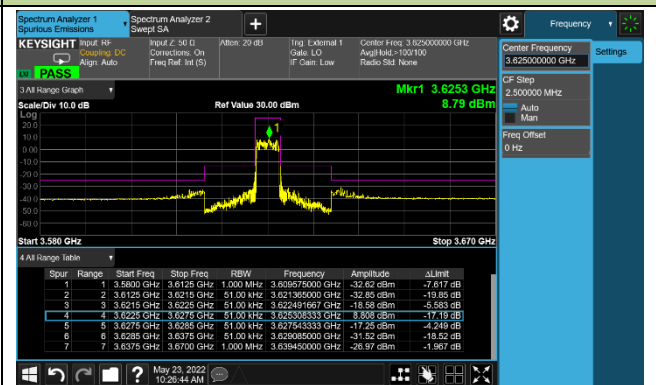 Spectrum Analyzer 1
Spurious Emissions
Spectrum Analyzer 2
Swept SA
Frequency
KEYSIGHT
Input: RF
Coupling: DC
Align: Auto
Input Z: 50 Ω
Corrections: On
Freq Ref: Int (S)
Atten: 20 dB
Trig: External 1
Gate: LO
IF Gain: Low
Center Freq: 3.625000000 GHz
Avg|Hold:>100/100
Radio Std: None
PASS
Center Frequency
3.625000000 GHz
Settings
CF Step
2.500000 MHz
Auto
Man
Freq Offset
0 Hz
3 All Range Graph
Mkr1 3.6253 GHz
Scale/Div 10.0 dB
Ref Value 30.00 dBm
8.79 dBm
Log
20.0
10.0
0.00
-10.0
-20.0
-30.0
-40.0
-50.0
-60.0
1
Start 3.580 GHz
Stop 3.670 GHz
4 All Range Table
Spur Range Start Freq Stop Freq RBW Frequency Amplitude ΔLimit
1 1 3.5800 GHz 3.6125 GHz 1.000 MHz 3.609575000 GHz -32.62 dBm -7.617 dB
2 2 3.6125 GHz 3.6215 GHz 51.00 kHz 3.621365000 GHz -32.85 dBm -19.85 dB
3 3 3.6215 GHz 3.6225 GHz 51.00 kHz 3.622491667 GHz -18.58 dBm -5.583 dB
4 4 3.6225 GHz 3.6275 GHz 51.00 kHz 3.625308333 GHz 8.808 dBm -17.19 dB
5 5 3.6275 GHz 3.6285 GHz 51.00 kHz 3.627543333 GHz -17.25 dBm -4.249 dB
6 6 3.6285 GHz 3.6375 GHz 51.00 kHz 3.629085000 GHz -31.52 dBm -18.52 dB
7 7 3.6375 GHz 3.6700 GHz 1.000 MHz 3.639450000 GHz -26.97 dBm -1.967 dB
May 23, 2022
10:26:44 AM